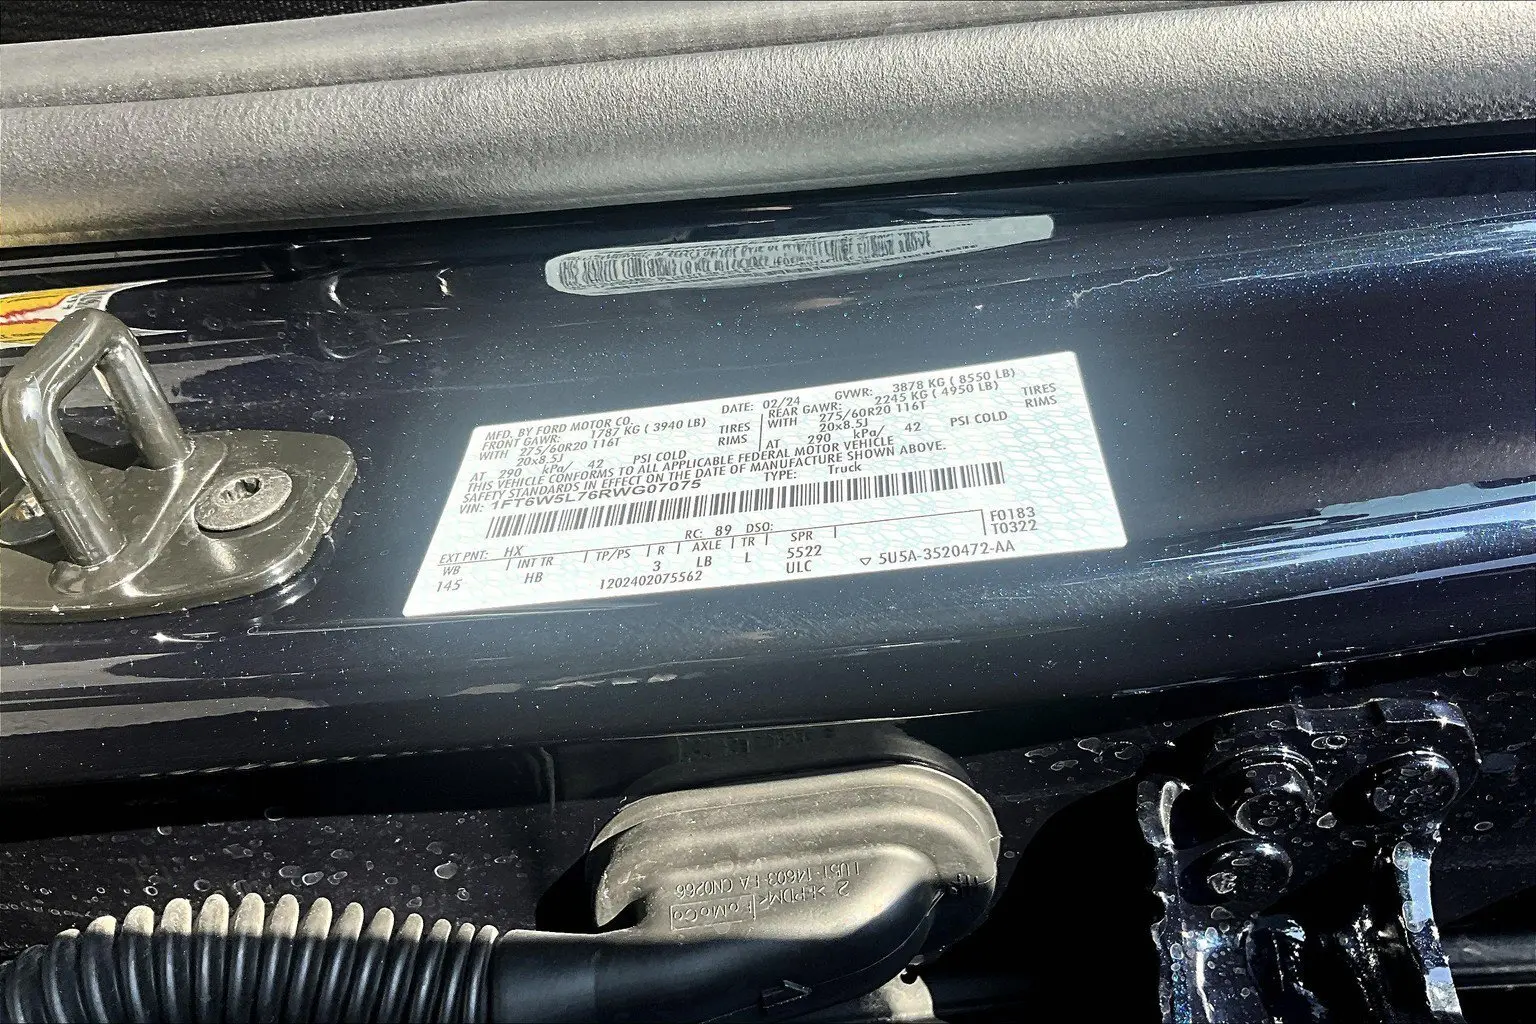 MFD. BY FORD MOTOR CO.
DATE: 02/24 GVWR: 3878 KG ( 8550 LB)
FRONT GAWR: 1787 KG ( 3940 LB) REAR GAWR: 2245 KG ( 4950 LB)
WITH 275/60R20 116T TIRES WITH 275/60R20 116T TIRES
20x8.5J RIMS 20x8.5J RIMS
AT 290 kPa/ 42 PSI COLD AT 290 kPa/ 42 PSI COLD
THIS VEHICLE CONFORMS TO ALL APPLICABLE FEDERAL MOTOR VEHICLE
SAFETY STANDARDS IN EFFECT ON THE DATE OF MANUFACTURE SHOWN ABOVE.
VIN: 1FT6W5L76RWG07075 TYPE: Truck
F0183
T0322
EXT PNT: HX RC: 89 DSO:
WB INT TR TP/PS R AXLE TR SPR
145 HB 3 LB L 5522
1202402075562 ULC ▽ 5U5A-3520472-AA
FoMoCo